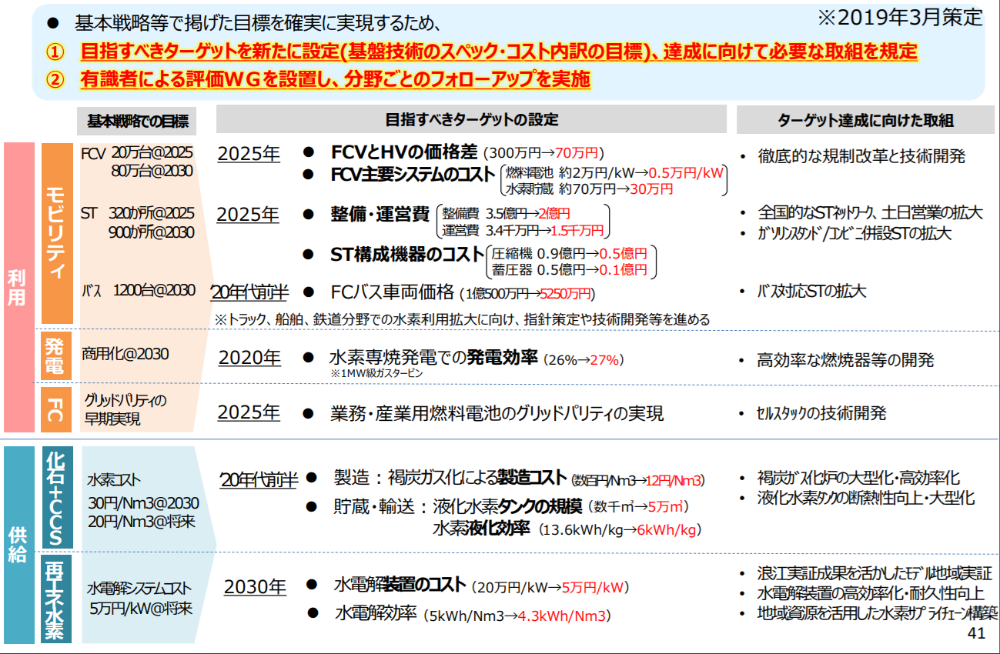 ● 基本戦略等で掲げた目標を確実に実現するため、
※2019年3月策定
① 目指すべきターゲットを新たに設定(基盤技術のスペック・コスト内訳の目標)、達成に向けて必要な取組を規定
② 有識者による評価WGを設置し、分野ごとのフォローアップを実施
基本戦略での目標
目指すべきターゲットの設定
ターゲット達成に向けた取組
利用
モビリティ
FCV 20万台@2025
80万台@2030
2025年
● FCVとHVの価格差 (300万円→70万円)
● FCV主要システムのコスト
燃料電池 約2万円/kW→0.5万円/kW
水素貯蔵 約70万円→30万円
• 徹底的な規制改革と技術開発
ST 320か所@2025
900か所@2030
2025年
● 整備・運営費
整備費 3.5億円→2億円
運営費 3.4千万円→1.5千万円
● ST構成機器のコスト
圧縮機 0.9億円→0.5億円
蓄圧器 0.5億円→0.1億円
• 全国的なSTネットワーク、土日営業の拡大
• ガソリンスタンド/コンビニ併設STの拡大
バス 1200台@2030
'20年代前半
● FCバス車両価格 (1億500万円→5250万円)
• バス対応STの拡大
※トラック、船舶、鉄道分野での水素利用拡大に向け、指針策定や技術開発等を進める
発電
商用化@2030
2020年
● 水素専焼発電での発電効率 (26%→27%)
※1MW級ガスタービン
• 高効率な燃焼器等の開発
FC
グリッドパリティの
早期実現
2025年
● 業務・産業用燃料電池のグリッドパリティの実現
• セルスタックの技術開発
供給
化石+CCS
水素コスト
30円/Nm3@2030
20円/Nm3@将来
'20年代前半
● 製造：褐炭ガス化による製造コスト (数百円/Nm3→12円/Nm3)
● 貯蔵・輸送：液化水素タンクの規模 (数千㎥→5万㎥)
水素液化効率 (13.6kWh/kg→6kWh/kg)
• 褐炭ガス化炉の大型化・高効率化
• 液化水素タンクの断熱性向上・大型化
再エネ水素
水電解システムコスト
5万円/kW@将来
2030年
● 水電解装置のコスト (20万円/kW→5万円/kW)
● 水電解効率 (5kWh/Nm3→4.3kWh/Nm3)
• 浪江実証成果を活かしたモデル地域実証
• 水電解装置の高効率化・耐久性向上
• 地域資源を活用した水素サプライチェーン構築
41